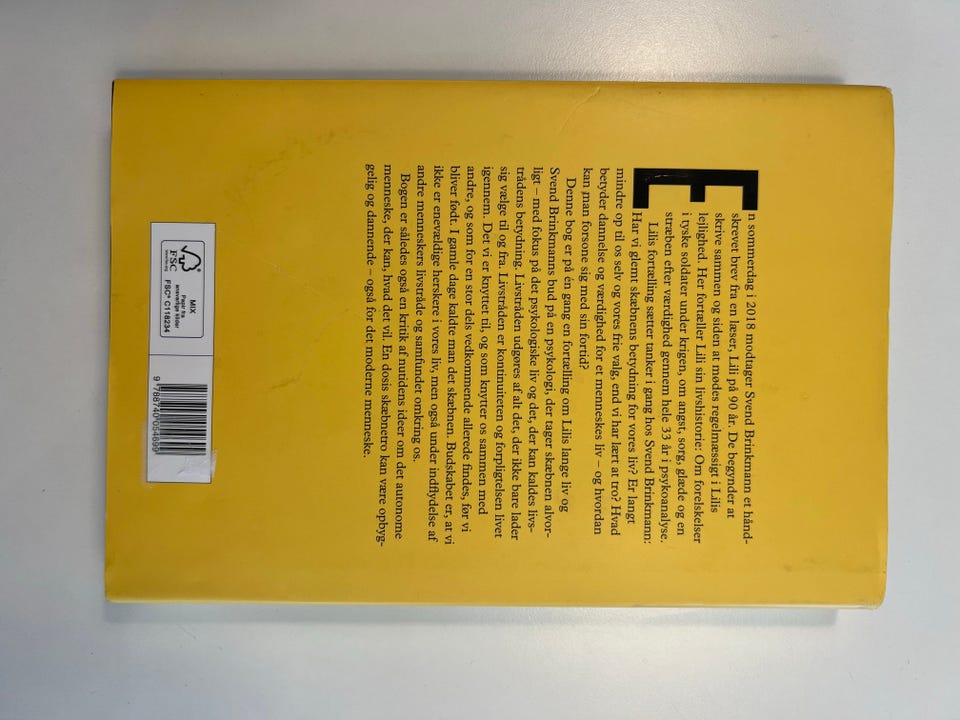 En sommerdag i 2018 modtager Svend Brinkmann et hånd-
skrevet brev fra en læser, Lili på 90 år. De begynder at
skrive sammen og siden at mødes regelmæssigt i Lilis
lejlighed. Her fortæller Lili sin livshistorie: Om forelskelser
i tyske soldater under krigen, om angst, sorg, glæde og en
stræben efter værdighed gennem hele 33 år i psykoanalyse.
Lilis fortælling sætter tanker i gang hos Svend Brinkmann:
Har vi glemt skæbnens betydning for vores liv? Er langt
mindre op til os selv og vores frie valg, end vi har lært at tro? Hvad
betyder dannelse og værdighed for et menneskes liv – og hvordan
kan man forsone sig med sin fortid?
Denne bog er på én gang en fortælling om Lilis lange liv og
Svend Brinkmanns bud på en psykologi, der tager skæbnen alvor-
ligt – med fokus på det psykologiske liv og det, der kan kaldes livs-
trådens betydning. Livstråden udgøres af alt det, der ikke bare lader
sig vælge til og fra. Livstråden er kontinuiteten og forpligtelsen livet
igennem. Det vi er knyttet til, og som knytter os sammen med
andre, og som for en stor dels vedkommende allerede findes, før vi
bliver født. I gamle dage kaldte man det skæbnen. Budskabet er, at vi
ikke er enevældige herskere i vores liv, men også under indflydelse af
andre menneskers livstråde og samfundet omkring os.
Bogen er således også en kritik af nutidens ideer om det autonome
menneske, der kan, hvad det vil. En dosis skæbnetro kan være opbyg-
gelig og dannende – også for det moderne menneske.
FSC
MIX
Papir fra
ansvarlige kilder
FSC® C118234
9 788740 054699